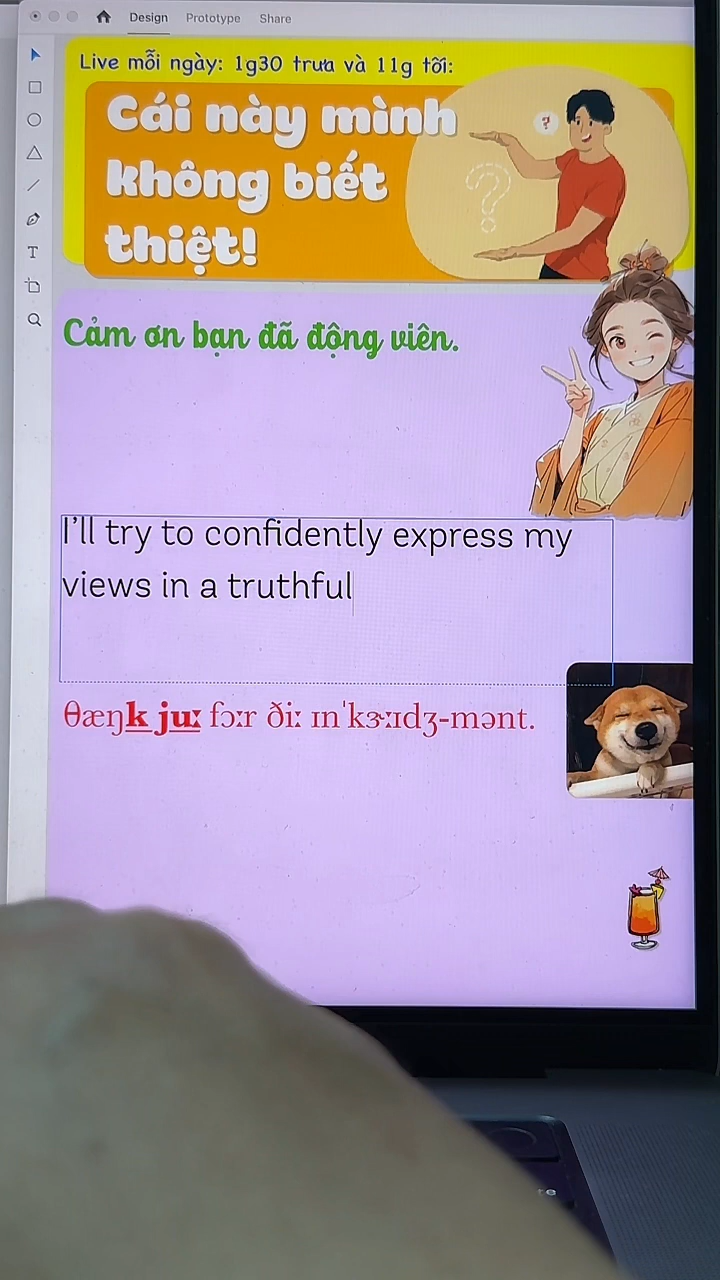 Design Prototype Share
Live mỗi ngày: 1g30 trưa và 11g tối:
Cái này mình
không biết
thiệt!
?
Cảm ơn bạn đã động viên.
I'll try to confidently express my
views in a truthful
θæŋk juː fɔːr ðiː ɪnˈkɝːɪdʒ-mənt.